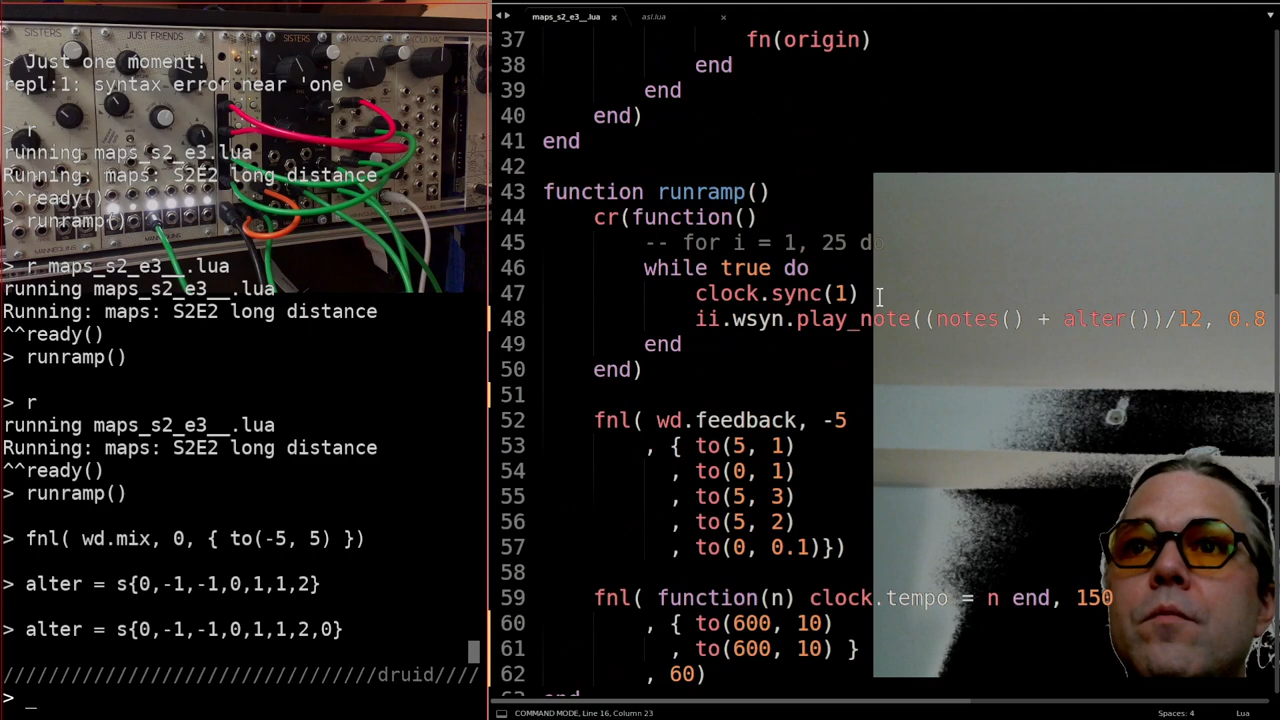 SISTERS
JUST FRIENDS
SISTERS
MANGROVE
COLD MAC
> Just one moment!
repl:1: syntax error near 'one'
> r
running maps_s2_e3.lua
Running: maps: S2E2 long distance
^^ready()
> runramp()
MANNEQUINS
> r maps_s2_e3__.lua
running maps_s2_e3__.lua
Running: maps: S2E2 long distance
^^ready()
> runramp()
> r
running maps_s2_e3__.lua
Running: maps: S2E2 long distance
^^ready()
> runramp()
> fnl( wd.mix, 0, { to(-5, 5) })
> alter = s{0,-1,-1,0,1,1,2}
> alter = s{0,-1,-1,0,1,1,2,0}
////////////////////////////////druid////
> _
maps_s2_e3__.lua × asl.lua ×
37 fn(origin)
38 end
39 end
40 end)
41 end
42
43 function runramp()
44 cr(function()
45 -- for i = 1, 25 do
46 while true do
47 clock.sync(1)
48 ii.wsyn.play_note((notes() + alter())/12, 0.8
49 end
50 end)
51
52 fnl( wd.feedback, -5
53 , { to(5, 1)
54 , to(0, 1)
55 , to(5, 3)
56 , to(5, 2)
57 , to(0, 0.1)})
58
59 fnl( function(n) clock.tempo = n end, 150
60 , { to(600, 10)
61 , to(600, 10) }
62 , 60)
COMMAND MODE, Line 16, Column 23 Spaces: 4 Lua